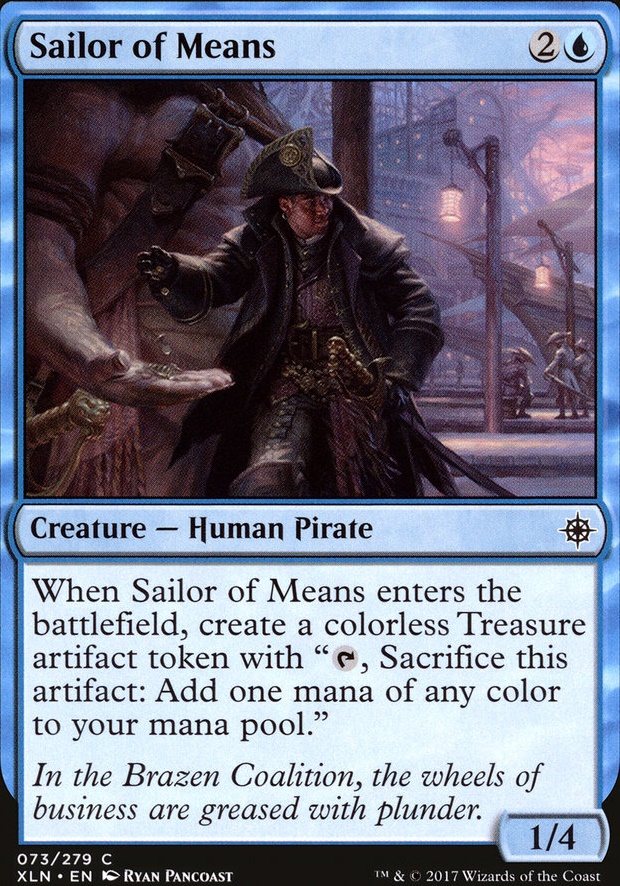 Sailor of Means 2
Creature — Human Pirate
When Sailor of Means enters the
battlefield, create a colorless Treasure
artifact token with “, Sacrifice this
artifact: Add one mana of any color
to your mana pool.”
In the Brazen Coalition, the wheels of
business are greased with plunder.
1/4
073/279 C
XLN • EN Ryan Pancoast
™ & © 2017 Wizards of the Coast